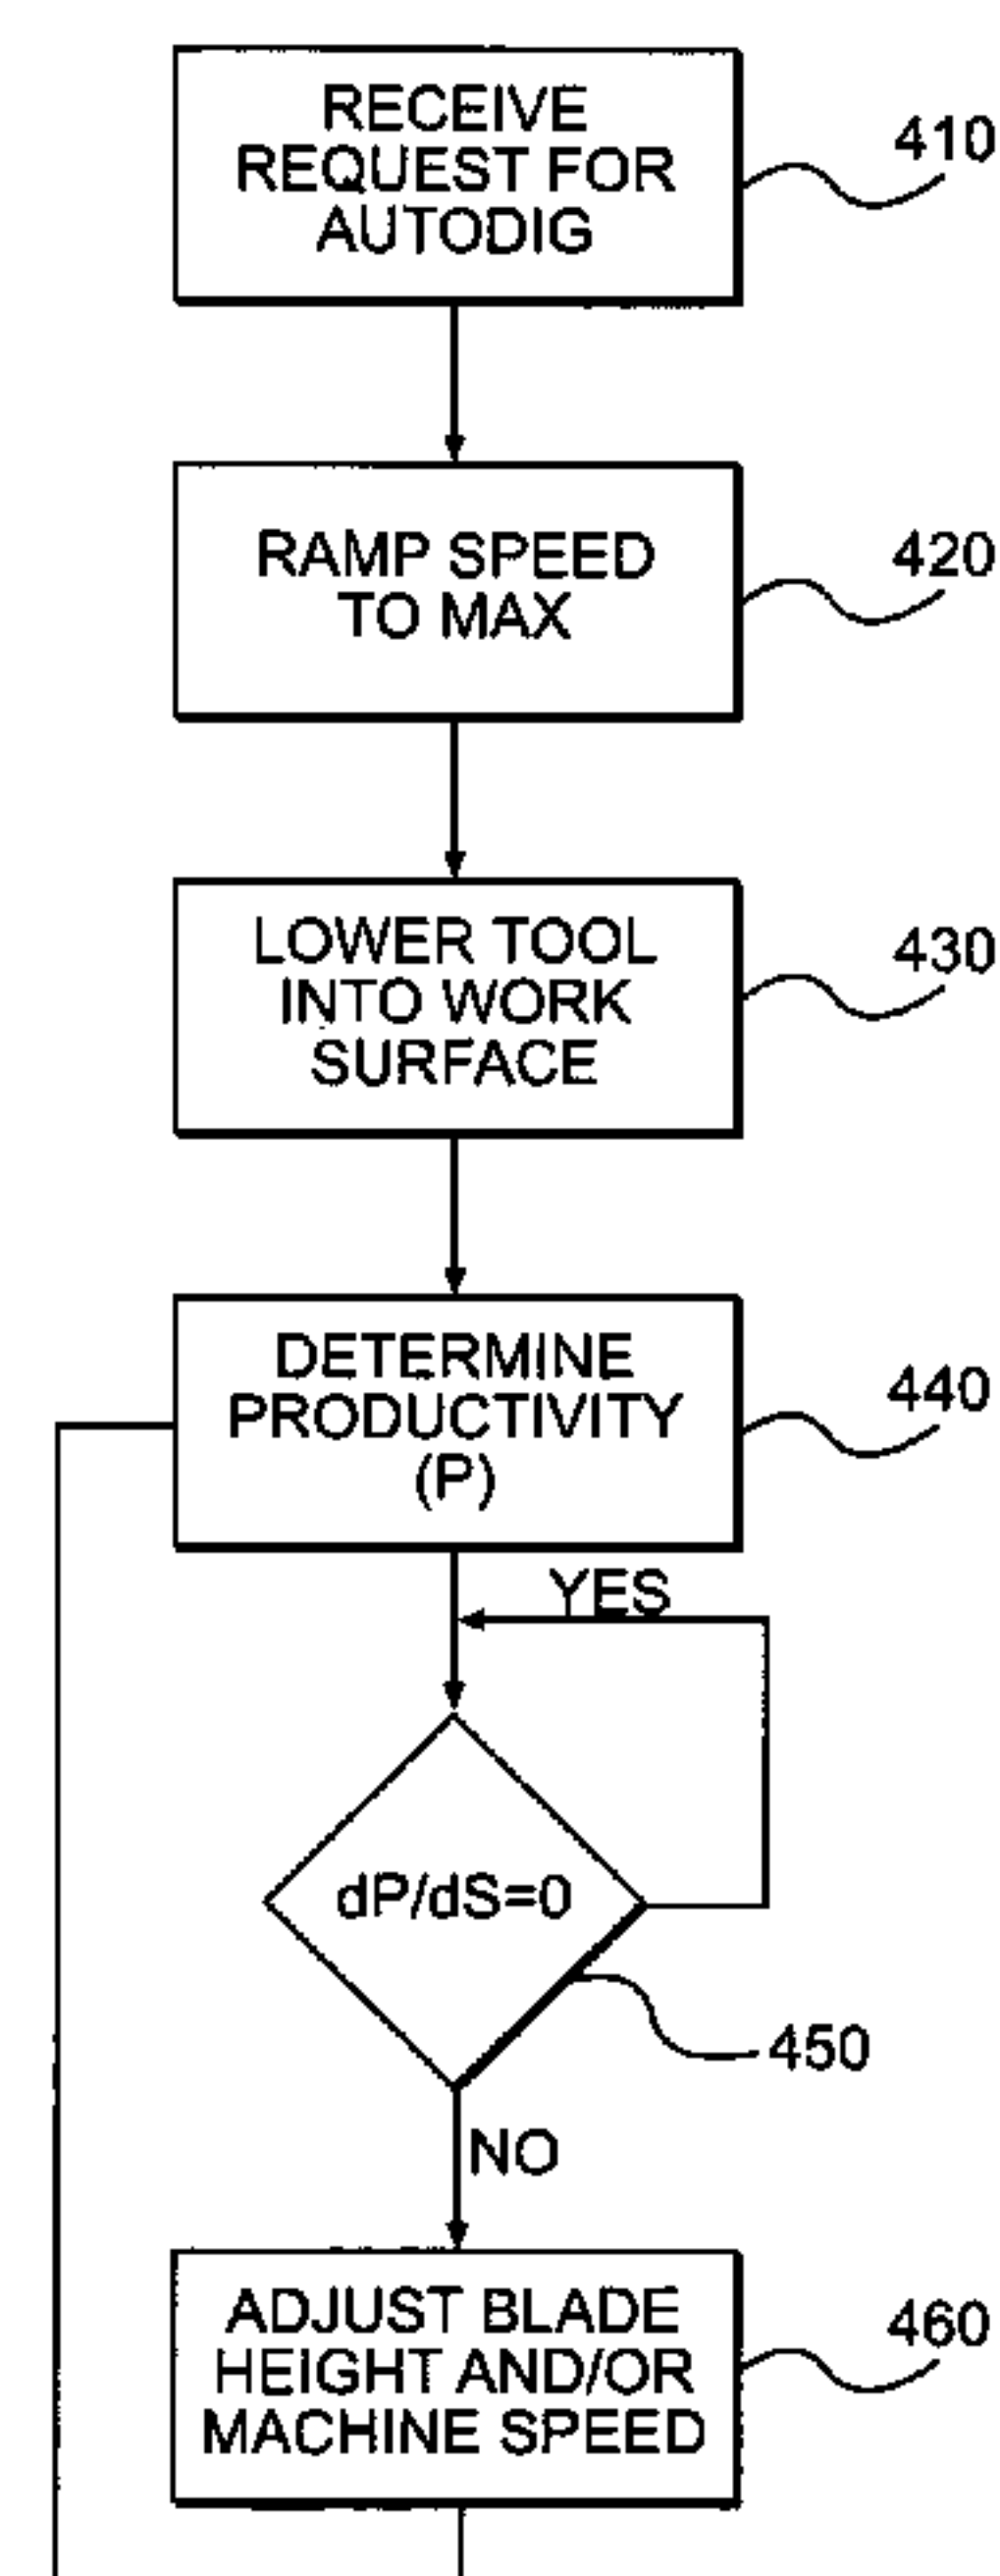 RECEIVE
REQUEST FOR
AUTODIG
410
RAMP SPEED
TO MAX
420
LOWER TOOL
INTO WORK
SURFACE
430
DETERMINE
PRODUCTIVITY
(P)
440
YES
dP/dS=0
450
NO
ADJUST BLADE
HEIGHT AND/OR
MACHINE SPEED
460